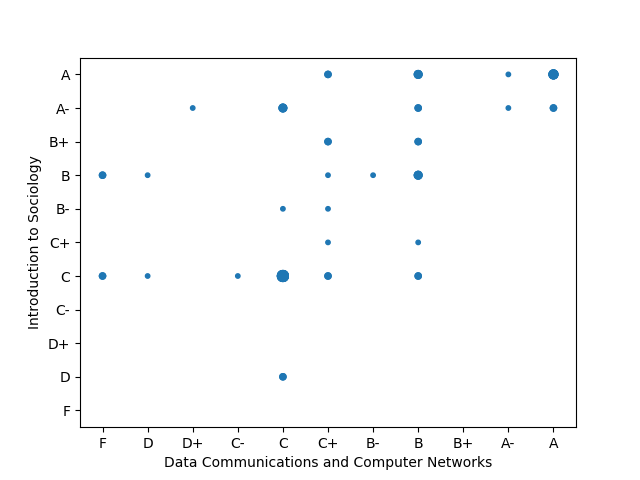 A
A-
B+
B
B-
C+
C
C-
D+
D
F
Introduction to Sociology
F D D+ C- C C+ B- B B+ A- A
Data Communications and Computer Networks